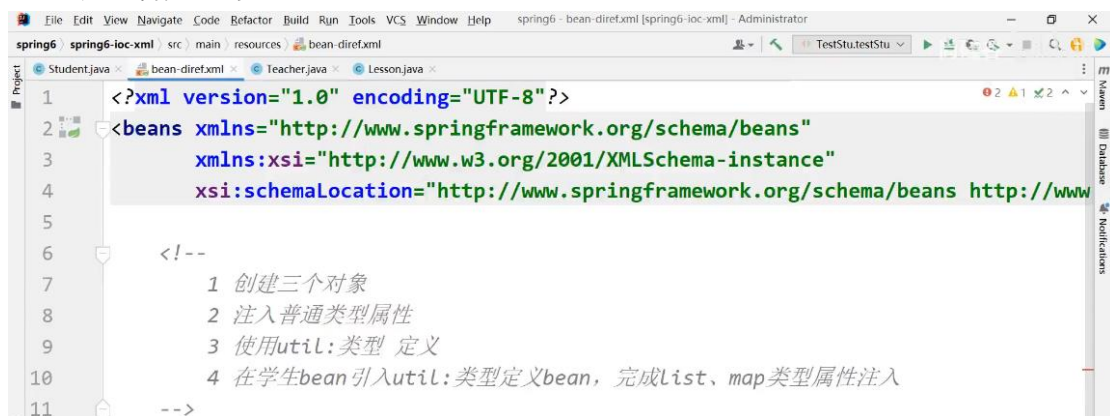 File Edit View Navigate Code Refactor Build Run Tools VCS Window Help spring6 - bean-diref.xml [spring6-ioc-xml] - Administrator
spring6 spring6-ioc-xml src main resources bean-diref.xml TestStu.testStu
Project Student.java bean-diref.xml Teacher.java Lesson.java
1 <?xml version="1.0" encoding="UTF-8"?> 2 1 2
2 <beans xmlns="http://www.springframework.org/schema/beans"
3 xmlns:xsi="http://www.w3.org/2001/XMLSchema-instance"
4 xsi:schemaLocation="http://www.springframework.org/schema/beans http://www
5
6 <!--
7 1 创建三个对象
8 2 注入普通类型属性
9 3 使用util:类型 定义
10 4 在学生bean引入util:类型定义bean，完成list、map类型属性注入
11 -->
m Maven
Database
Notifications